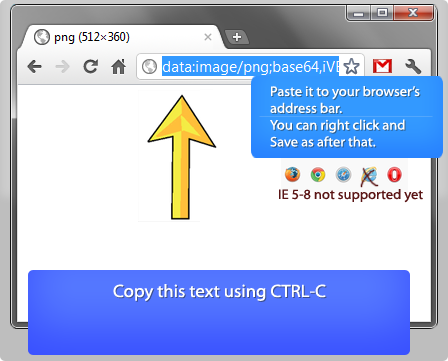 png (512×360)
data:image/png;base64,iVB
Paste it to your browser's
address bar.
You can right click and
Save as after that.
IE 5-8 not supported yet
Copy this text using CTRL-C